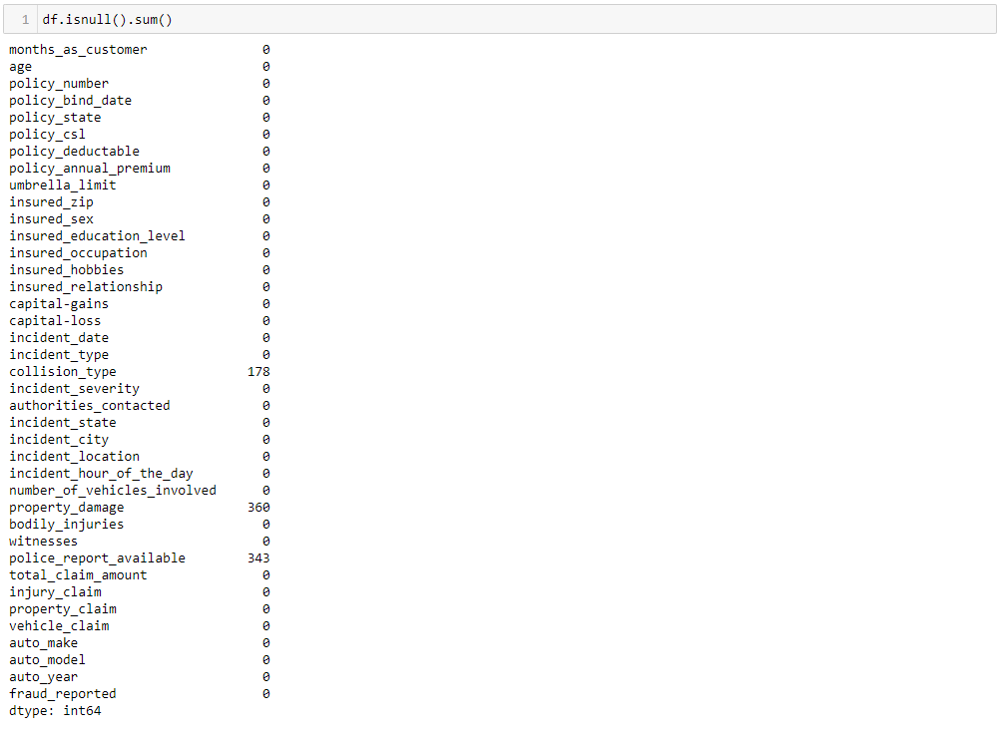 1 df.isnull().sum()
months_as_customer 0
age 0
policy_number 0
policy_bind_date 0
policy_state 0
policy_csl 0
policy_deductable 0
policy_annual_premium 0
umbrella_limit 0
insured_zip 0
insured_sex 0
insured_education_level 0
insured_occupation 0
insured_hobbies 0
insured_relationship 0
capital-gains 0
capital-loss 0
incident_date 0
incident_type 0
collision_type 178
incident_severity 0
authorities_contacted 0
incident_state 0
incident_city 0
incident_location 0
incident_hour_of_the_day 0
number_of_vehicles_involved 0
property_damage 360
bodily_injuries 0
witnesses 0
police_report_available 343
total_claim_amount 0
injury_claim 0
property_claim 0
vehicle_claim 0
auto_make 0
auto_model 0
auto_year 0
fraud_reported 0
dtype: int64